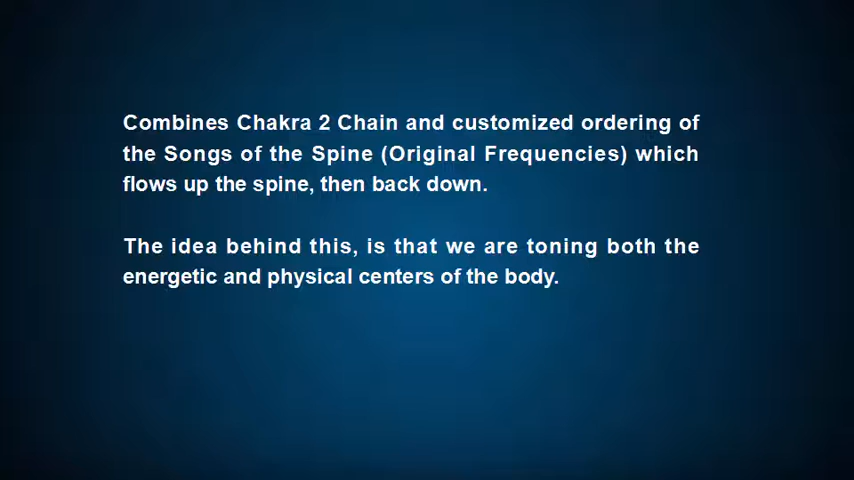 Combines Chakra 2 Chain and customized ordering of
the Songs of the Spine (Original Frequencies) which
flows up the spine, then back down.
The idea behind this, is that we are toning both the
energetic and physical centers of the body.